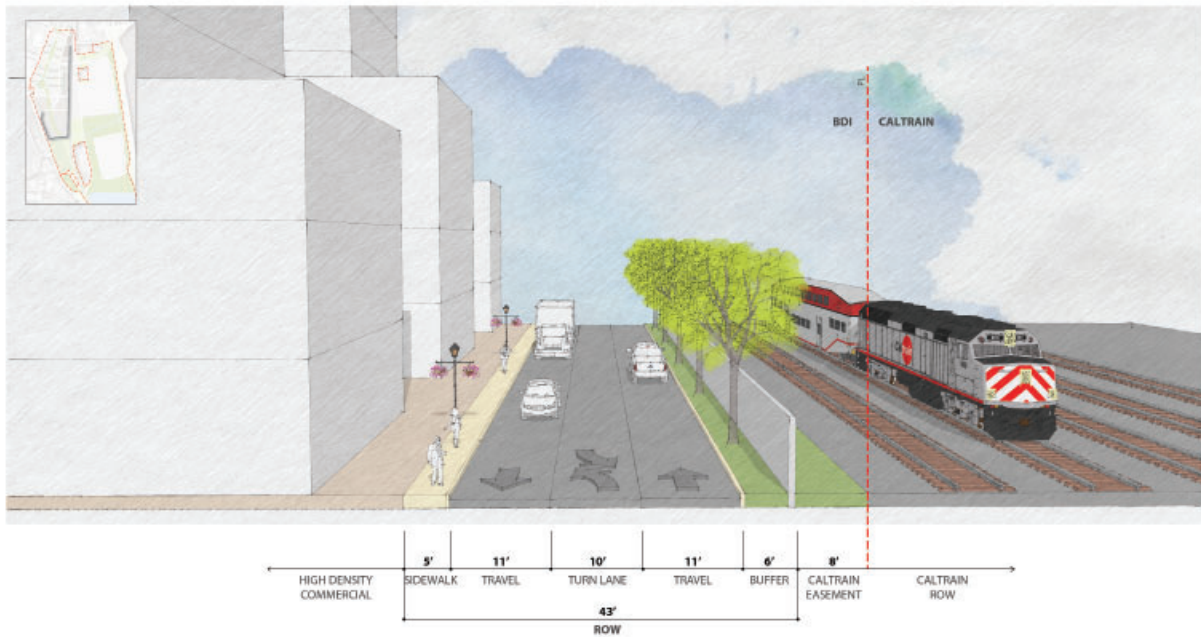 PL
BDI CALTRAIN
5' 11' 10' 11' 6' 8'
HIGH DENSITY
COMMERCIAL
SIDEWALK
TRAVEL
TURN LANE
TRAVEL
BUFFER
CALTRAIN
EASEMENT
CALTRAIN
ROW
43'
ROW